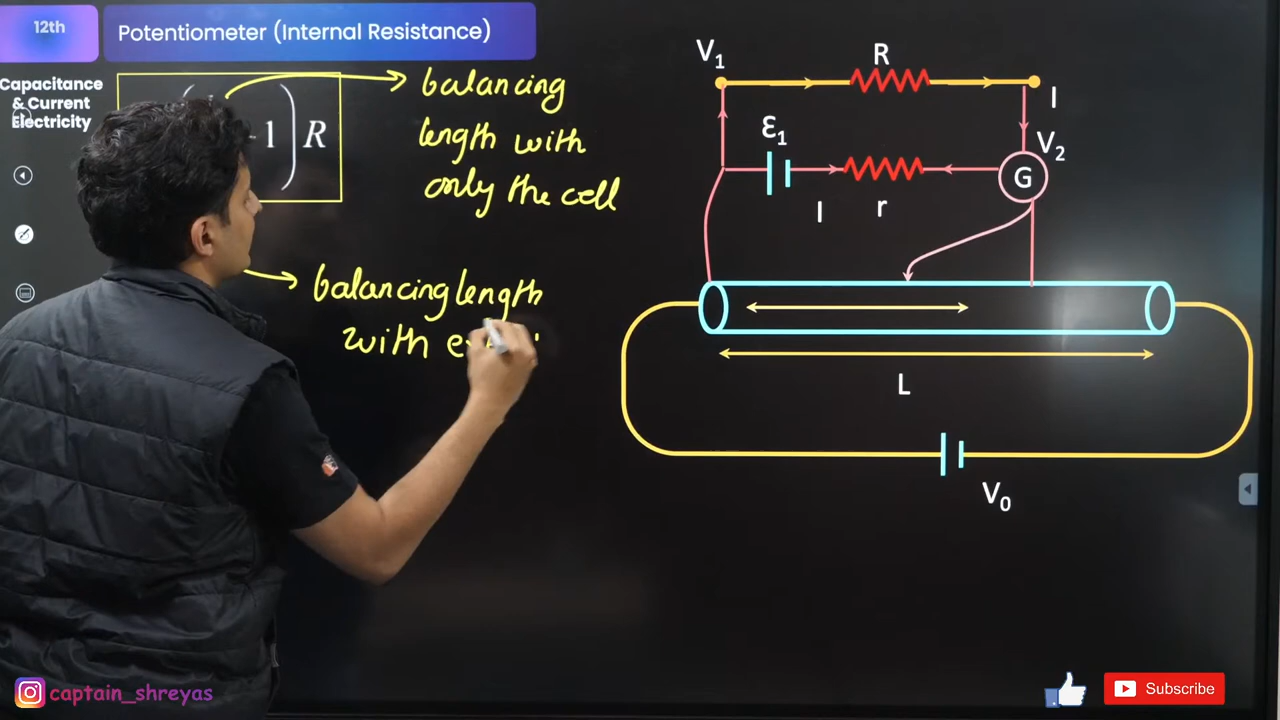 12th
Potentiometer (Internal Resistance)
Capacitance
& Current
Electricity
1
R
balancing
length with
only the cell
balancing length
with
V1
R
I
ε1
V2
G
I
r
L
V0
captain_shreyas
Subscribe